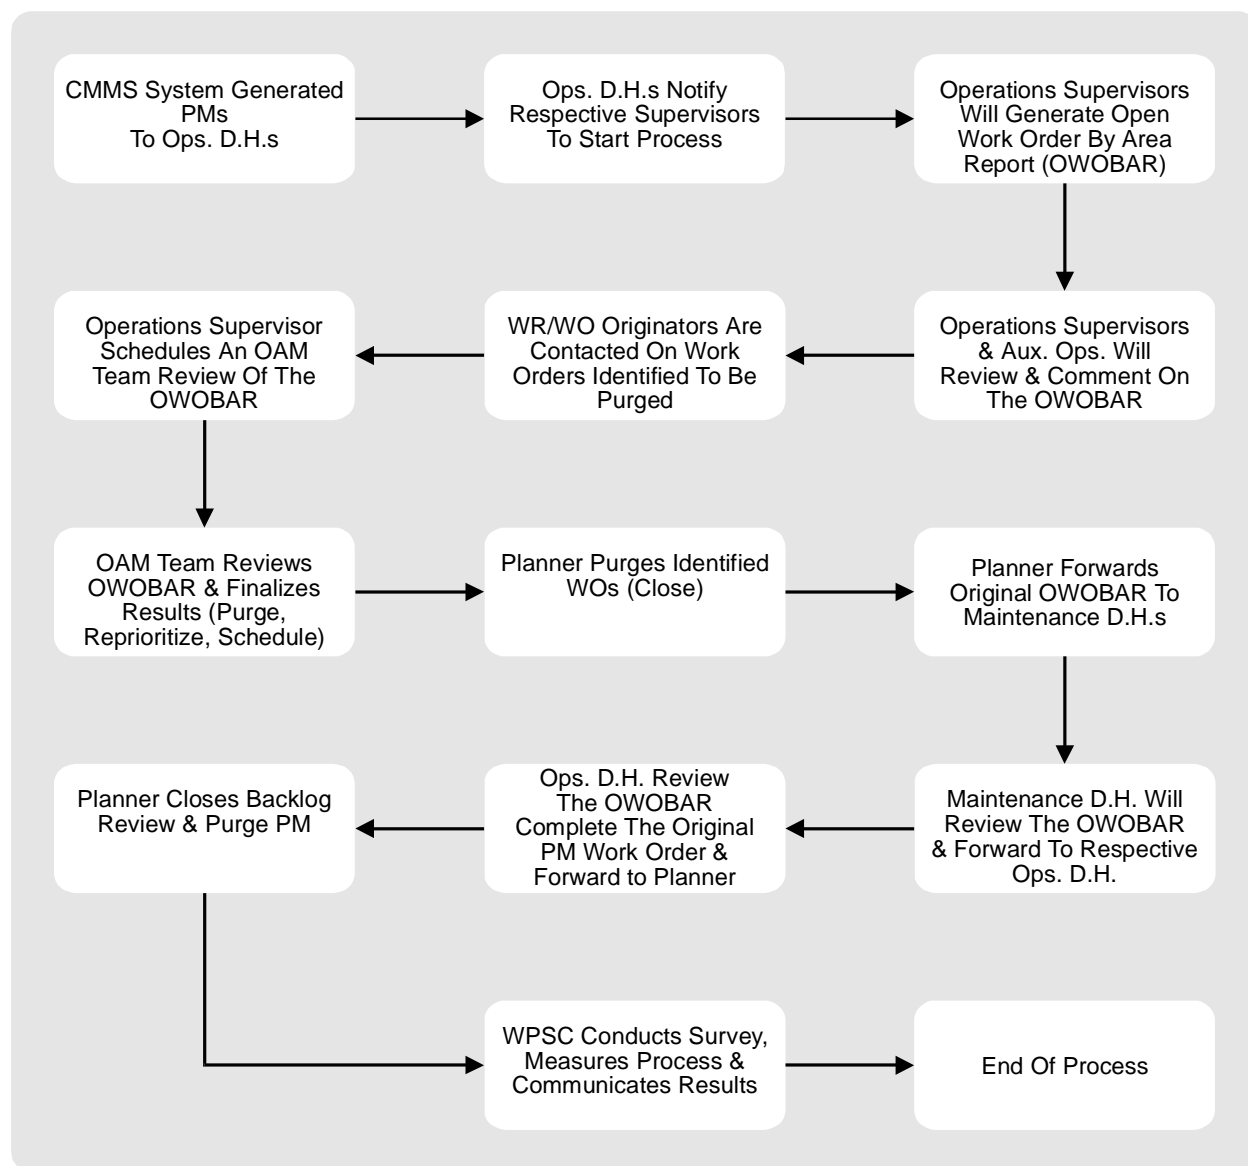 CMMS System Generated
PMs
To Ops. D.H.s
Ops. D.H.s Notify
Respective Supervisors
To Start Process
Operations Supervisors
Will Generate Open
Work Order By Area
Report (OWOBAR)
Operations Supervisors
& Aux. Ops. Will
Review & Comment On
The OWOBAR
WR/WO Originators Are
Contacted On Work
Orders Identified To Be
Purged
Operations Supervisor
Schedules An OAM
Team Review Of The
OWOBAR
OAM Team Reviews
OWOBAR & Finalizes
Results (Purge,
Reprioritize, Schedule)
Planner Purges Identified
WOs (Close)
Planner Forwards
Original OWOBAR To
Maintenance D.H.s
Maintenance D.H. Will
Review The OWOBAR
& Forward To Respective
Ops. D.H.
Ops. D.H. Review
The OWOBAR
Complete The Original
PM Work Order &
Forward to Planner
Planner Closes Backlog
Review & Purge PM
WPSC Conducts Survey,
Measures Process &
Communicates Results
End Of Process